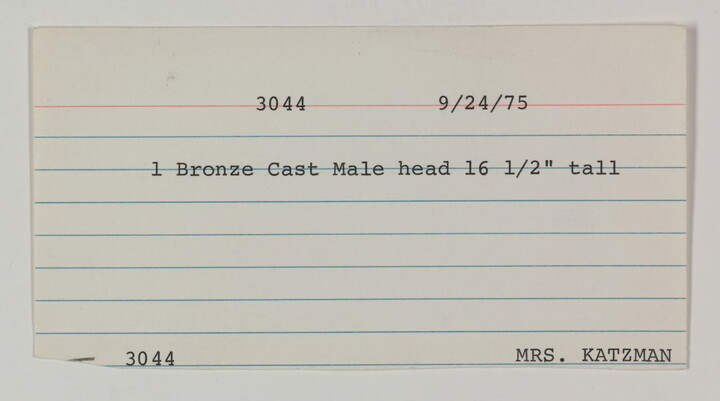 3044 9/24/75
1 Bronze Cast Male head 16 1/2" tall
3044 MRS. KATZMAN